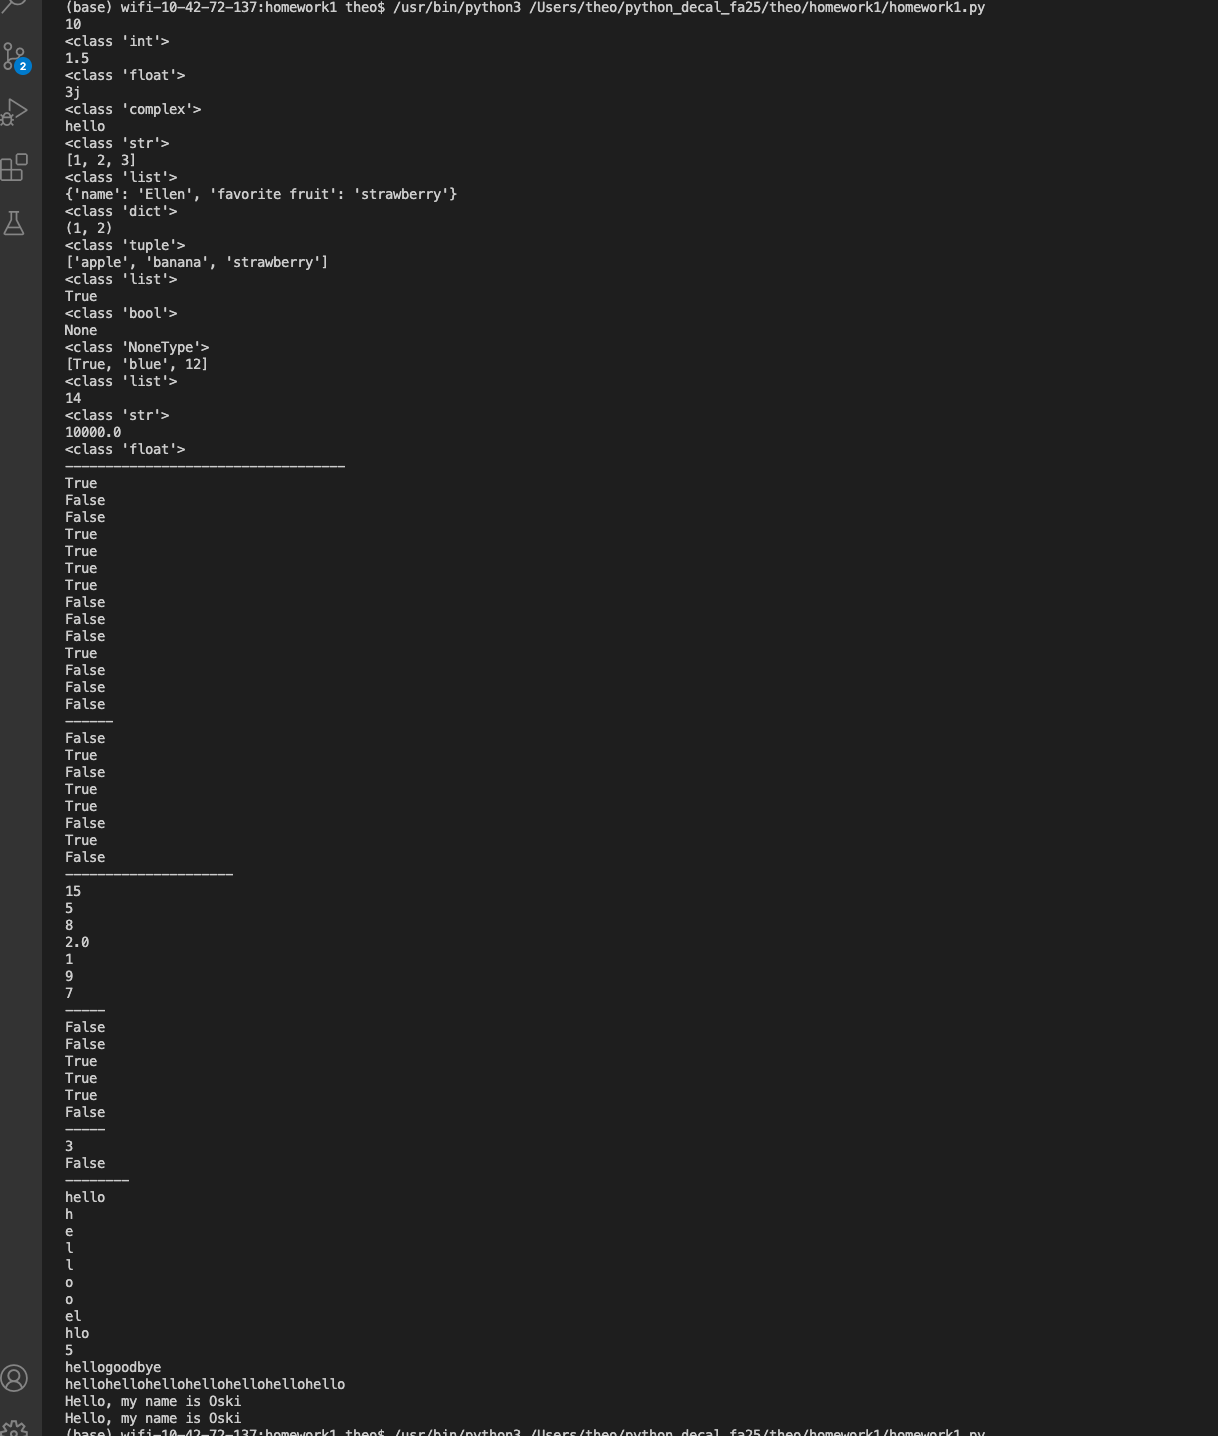 (base) wifi-10-42-72-137:homework1 theo$ /usr/bin/python3 /Users/theo/python_decal_fa25/theo/homework1/homework1.py
10
<class 'int'>
1.5
<class 'float'>
3j
<class 'complex'>
hello
<class 'str'>
[1, 2, 3]
<class 'list'>
{'name': 'Ellen', 'favorite fruit': 'strawberry'}
<class 'dict'>
(1, 2)
<class 'tuple'>
['apple', 'banana', 'strawberry']
<class 'list'>
True
<class 'bool'>
None
<class 'NoneType'>
[True, 'blue', 12]
<class 'list'>
14
<class 'str'>
10000.0
<class 'float'>
-----------------------------------
True
False
False
True
True
True
True
False
False
False
True
False
False
False
------
False
True
False
True
True
False
True
False
---------------------
15
5
8
2.0
1
9
7
-----
False
False
True
True
True
False
-----
3
False
--------
hello
h
e
l
l
o
o
el
hlo
5
hellogoodbye
hellohellohellohellohellohellohello
Hello, my name is Oski
Hello, my name is Oski
(base) wifi-10-42-72-137:homework1 theo$ /usr/bin/python3 /Users/theo/python_decal_fa25/theo/homework1/homework1.py
2